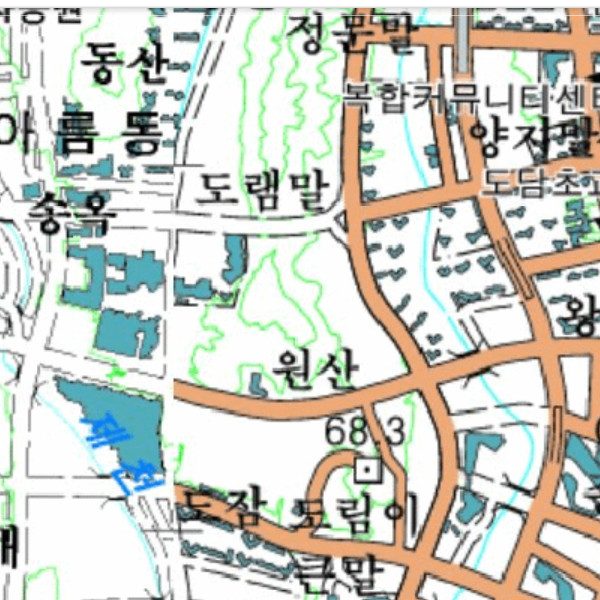 정문말
동산
복합커뮤니티센터
아름동
양지말
도램말
도담초
송옥
왕
원산
68.3
제천
도잠 도림이
큰말